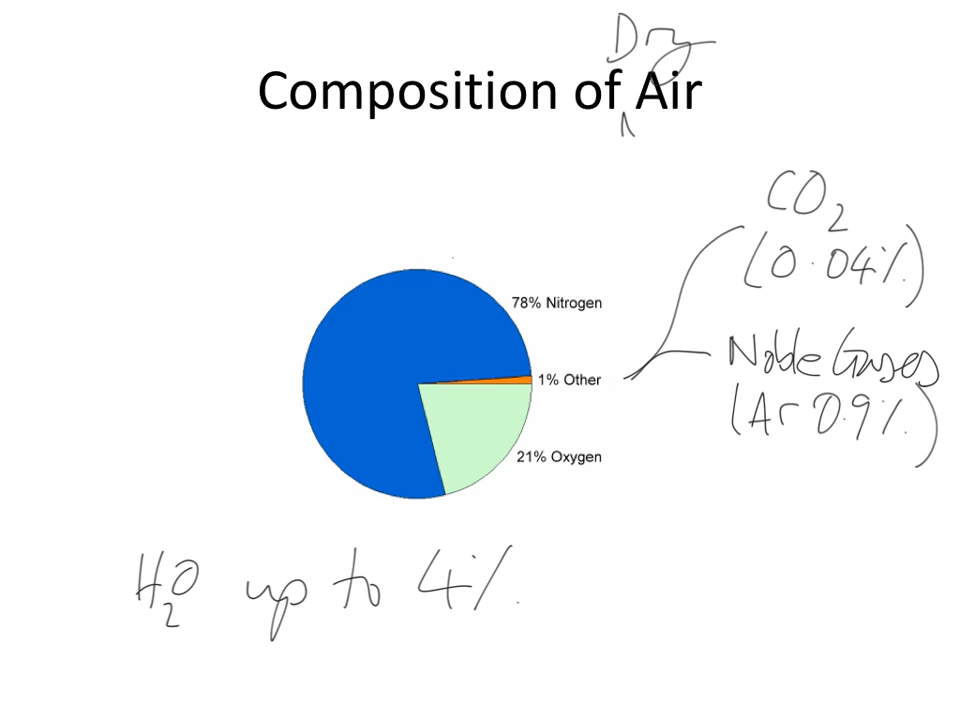 Dry
Composition of Air
CO₂
(0.04%)
78% Nitrogen
Noble Gases
1% Other
(Ar 0.9%)
21% Oxygen
H₂O up to 4%.